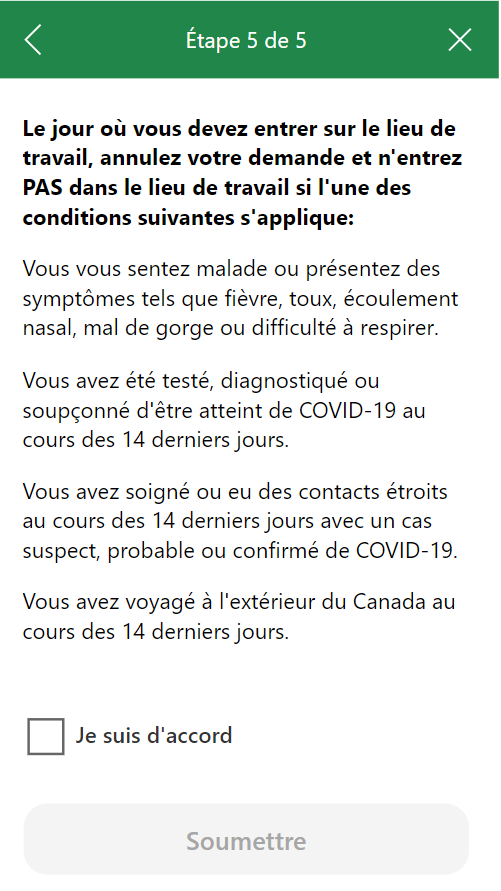 Étape 5 de 5
Le jour où vous devez entrer sur le lieu de
travail, annulez votre demande et n'entrez
PAS dans le lieu de travail si l'une des
conditions suivantes s'applique:
Vous vous sentez malade ou présentez des
symptômes tels que fièvre, toux, écoulement
nasal, mal de gorge ou difficulté à respirer.
Vous avez été testé, diagnostiqué ou
soupçonné d'être atteint de COVID-19 au
cours des 14 derniers jours.
Vous avez soigné ou eu des contacts étroits
au cours des 14 derniers jours avec un cas
suspect, probable ou confirmé de COVID-19.
Vous avez voyagé à l'extérieur du Canada au
cours des 14 derniers jours.
Je suis d'accord
Soumettre